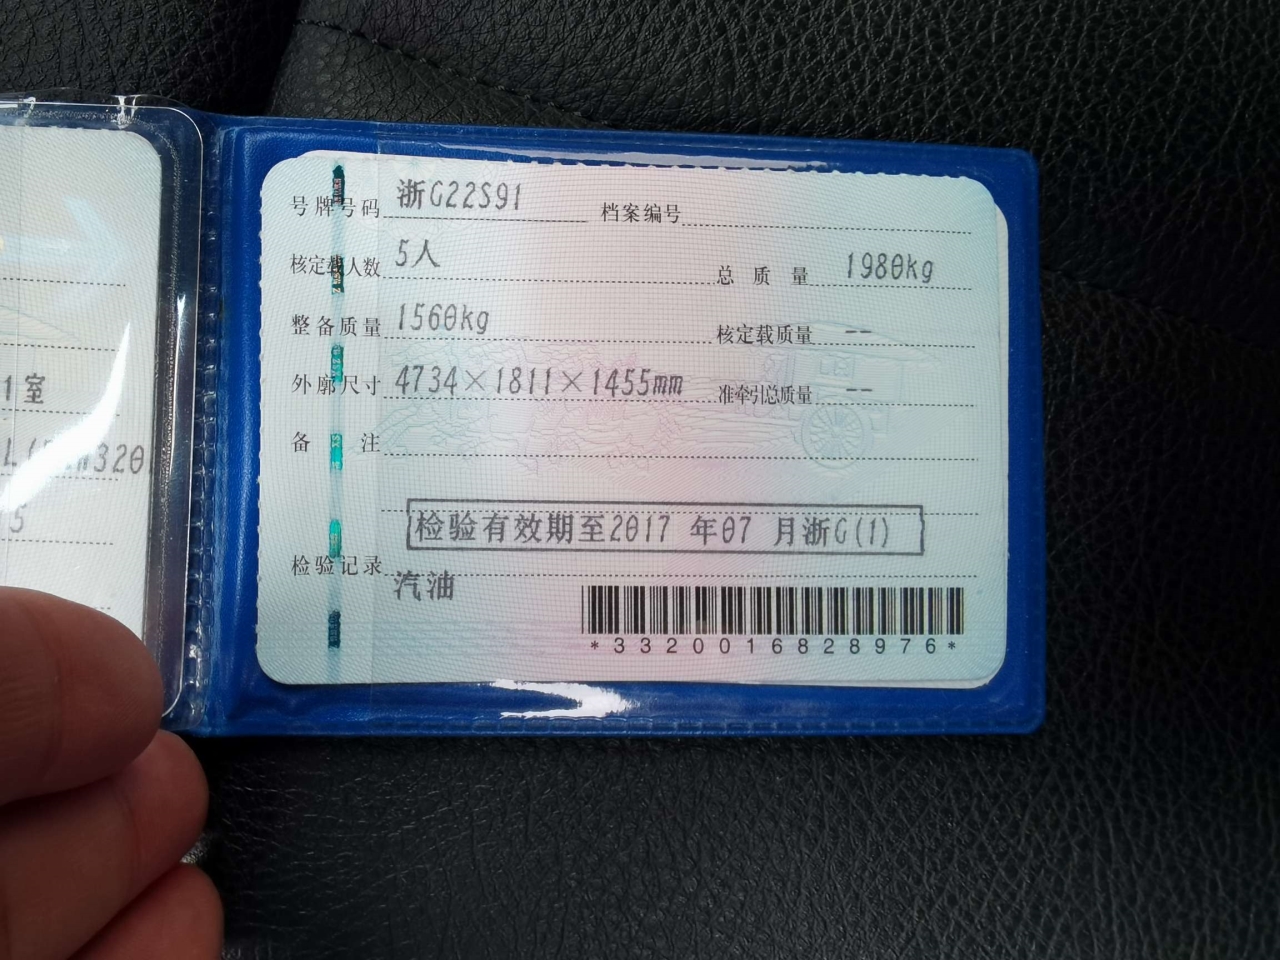 号牌号码 浙G22S91 档案编号
核定载人数 5人 总质量 1980kg
整备质量 1560kg 核定载质量 --
外廓尺寸 4734×1811×1455mm 准牵引总质量 --
备注
检验有效期至2017 年07 月浙G(1)
检验记录
汽油
*3320016828976*
1室
320
5